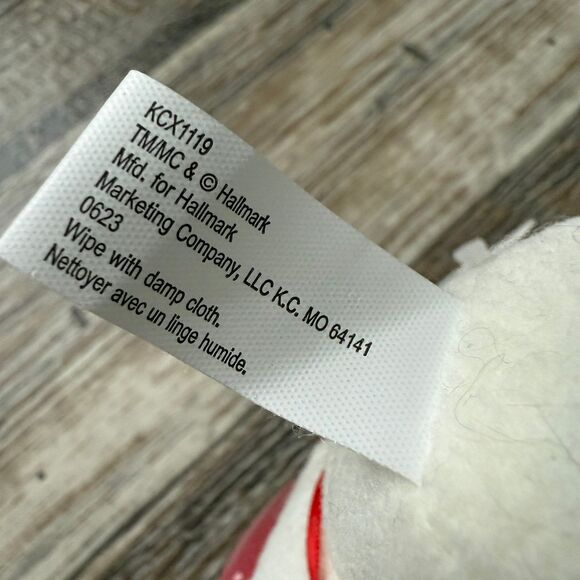 KCX1119
TM/MC & © Hallmark
Mfd. for Hallmark
Marketing Company, LLC K.C. MO 64141
0623
Wipe with damp cloth.
Nettoyer avec un linge humide.